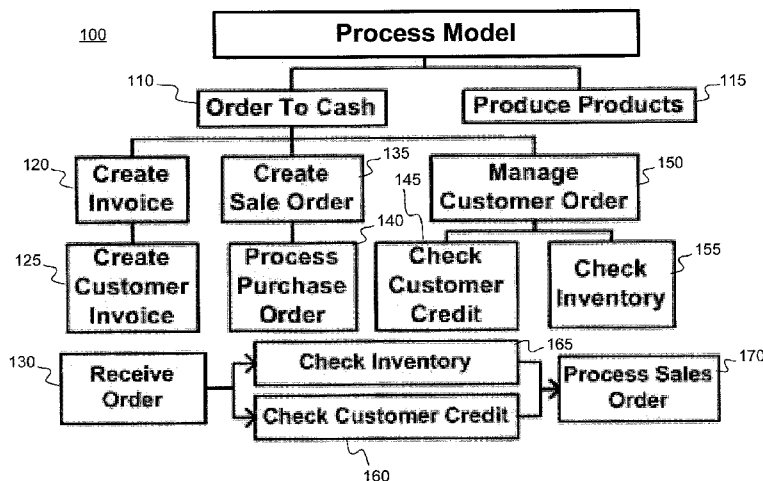 100
Process Model
110
Order To Cash
Produce Products
115
120
Create
Invoice
Create
Sale Order
135
Manage
Customer Order
150
125
Create
Customer
Invoice
Process
Purchase
Order
140
145
Check
Customer
Credit
Check
Inventory
155
130
Receive
Order
Check Inventory
165
Check Customer Credit
160
Process Sales
Order
170